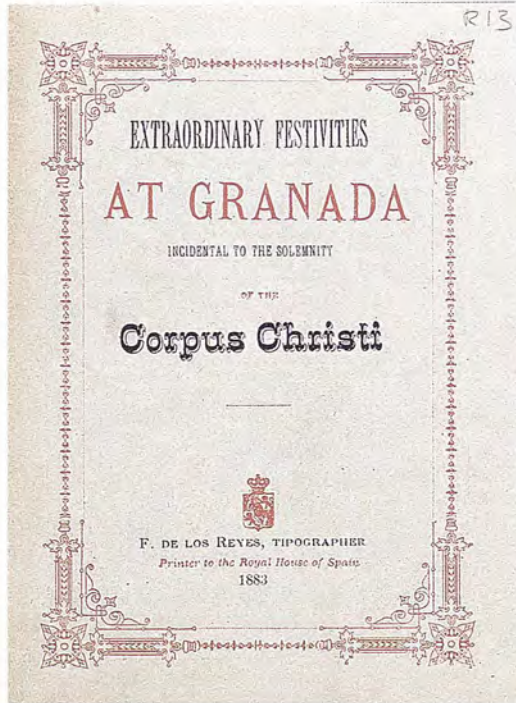 R13
EXTRAORDINARY FESTIVITIES
AT GRANADA
INCIDENTAL TO THE SOLEMNITY
OF THE
Corpus Christi
F. DE LOS REYES, TIPOGRAPHER
Printer to the Royal House of Spain
1883